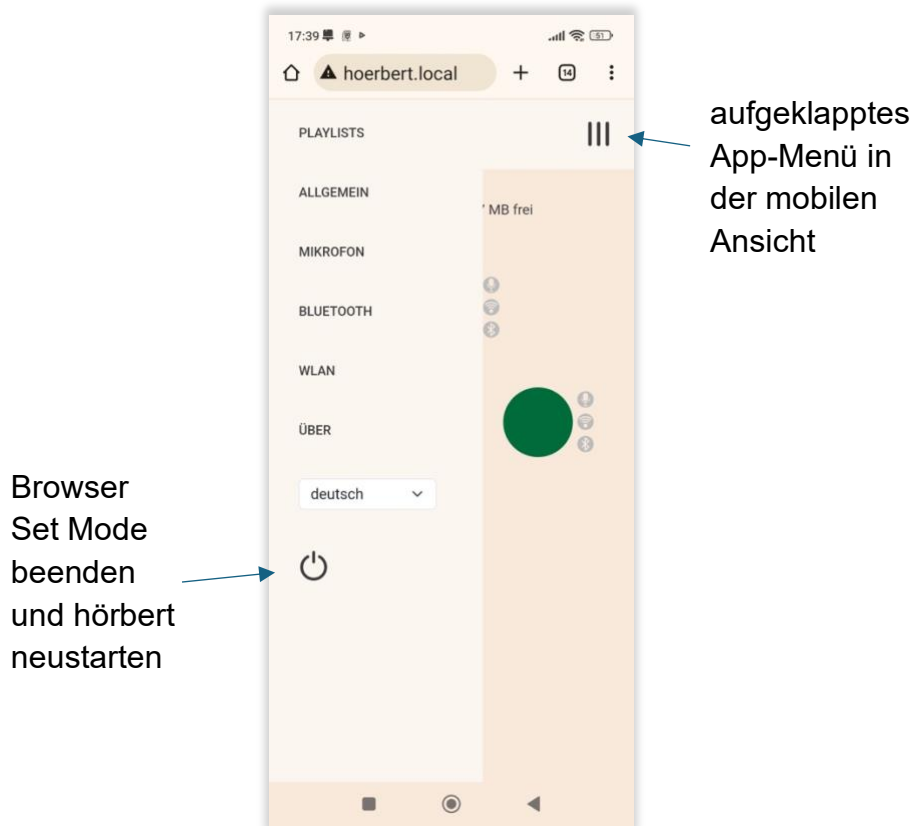 17:39
51
hoerbert.local
14
PLAYLISTS
ALLGEMEIN
MB frei
MIKROFON
BLUETOOTH
WLAN
ÜBER
deutsch
aufgeklapptes
App-Menü in
der mobilen
Ansicht
Browser
Set Mode
beenden
und hörbert
neustarten